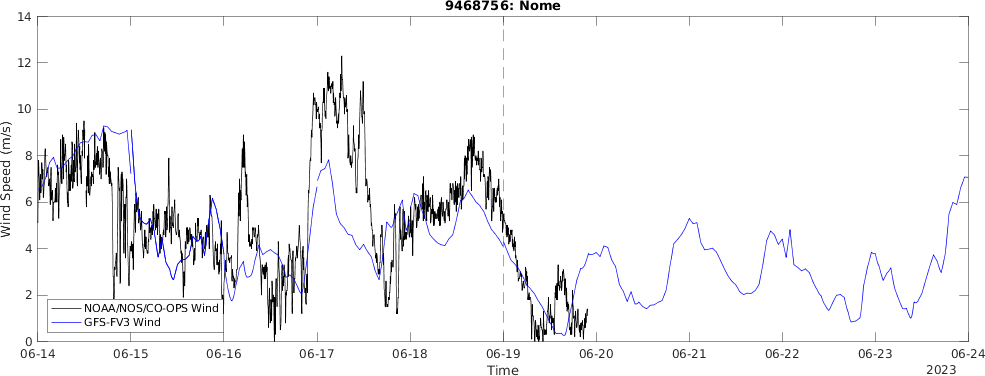 9468756: Nome
Wind Speed (m/s)
14
12
10
8
6
4
2
0
NOAA/NOS/CO-OPS Wind
GFS-FV3 Wind
06-14 06-15 06-16 06-17 06-18 06-19 06-20 06-21 06-22 06-23 06-24
Time
2023